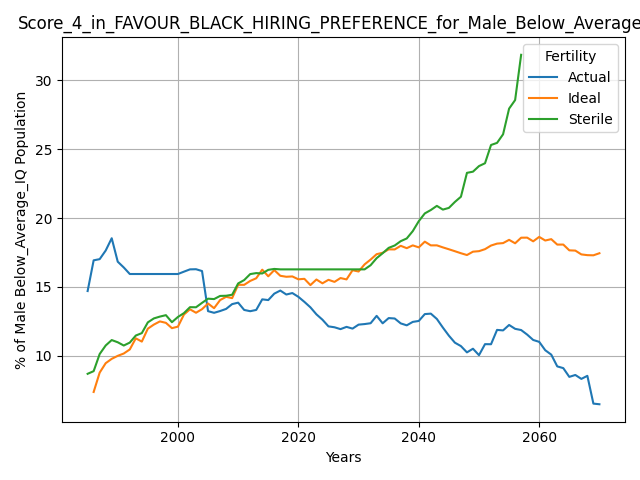 Score_4_in_FAVOUR_BLACK_HIRING_PREFERENCE_for_Male_Below_Average
Fertility
Actual
Ideal
Sterile
% of Male Below_Average_IQ Population
30
25
20
15
10
2000
2020
2040
2060
Years